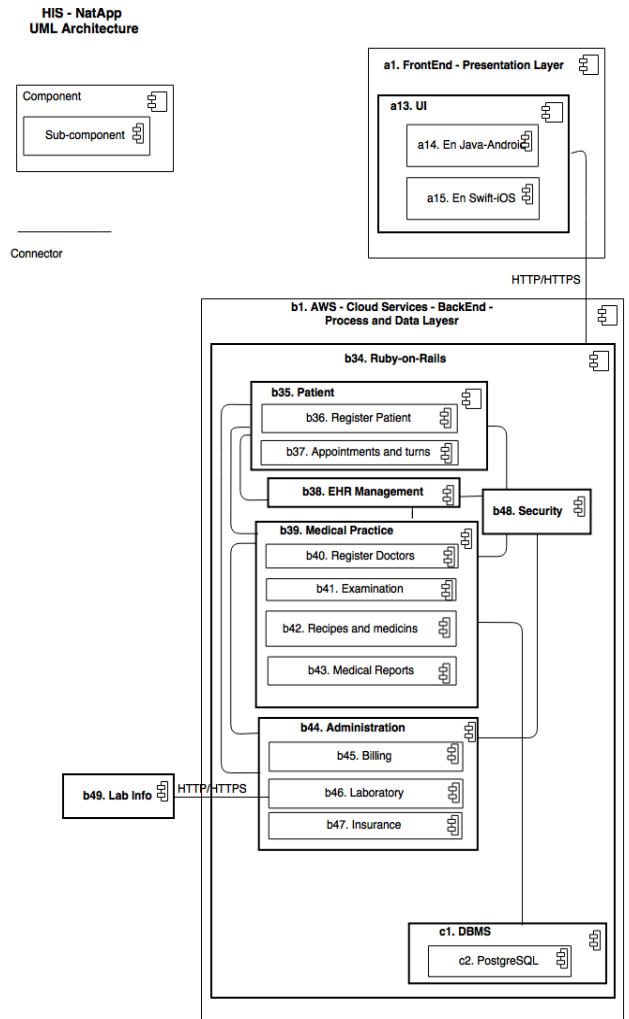 HIS - NatApp
UML Architecture
Component
Sub-component
Connector
a1. FrontEnd - Presentation Layer
a13. UI
a14. En Java-Android
a15. En Swift-iOS
HTTP/HTTPS
b1. AWS - Cloud Services - BackEnd -
Process and Data Layesr
b34. Ruby-on-Rails
b35. Patient
b36. Register Patient
b37. Appointments and turns
b38. EHR Management
b48. Security
b39. Medical Practice
b40. Register Doctors
b41. Examination
b42. Recipes and medicins
b43. Medical Reports
b44. Administration
b45. Billing
b49. Lab Info
HTTP/HTTPS
b46. Laboratory
b47. Insurance
c1. DBMS
c2. PostgreSQL